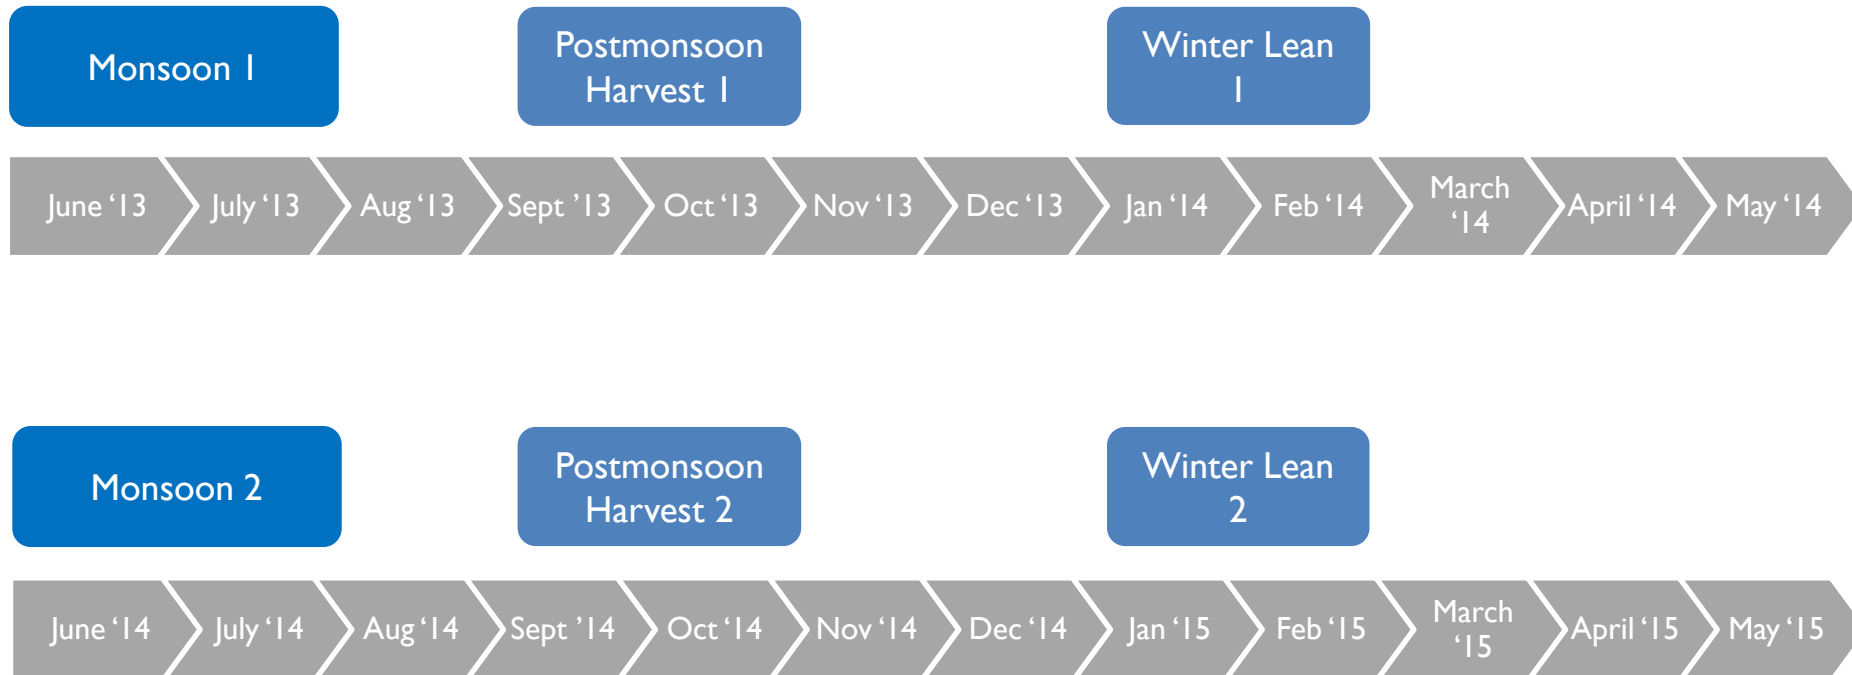 Monsoon 1
Postmonsoon
Harvest 1
Winter Lean
1
June ‘13
July ‘13
Aug ‘13
Sept ’13
Oct ‘13
Nov ‘13
Dec ‘13
Jan ‘14
Feb ‘14
March
‘14
April ‘14
May ‘14
Monsoon 2
Postmonsoon
Harvest 2
Winter Lean
2
June ‘14
July ‘14
Aug ‘14
Sept ’14
Oct ‘14
Nov ‘14
Dec ‘14
Jan ‘15
Feb ‘15
March
‘15
April ‘15
May ‘15